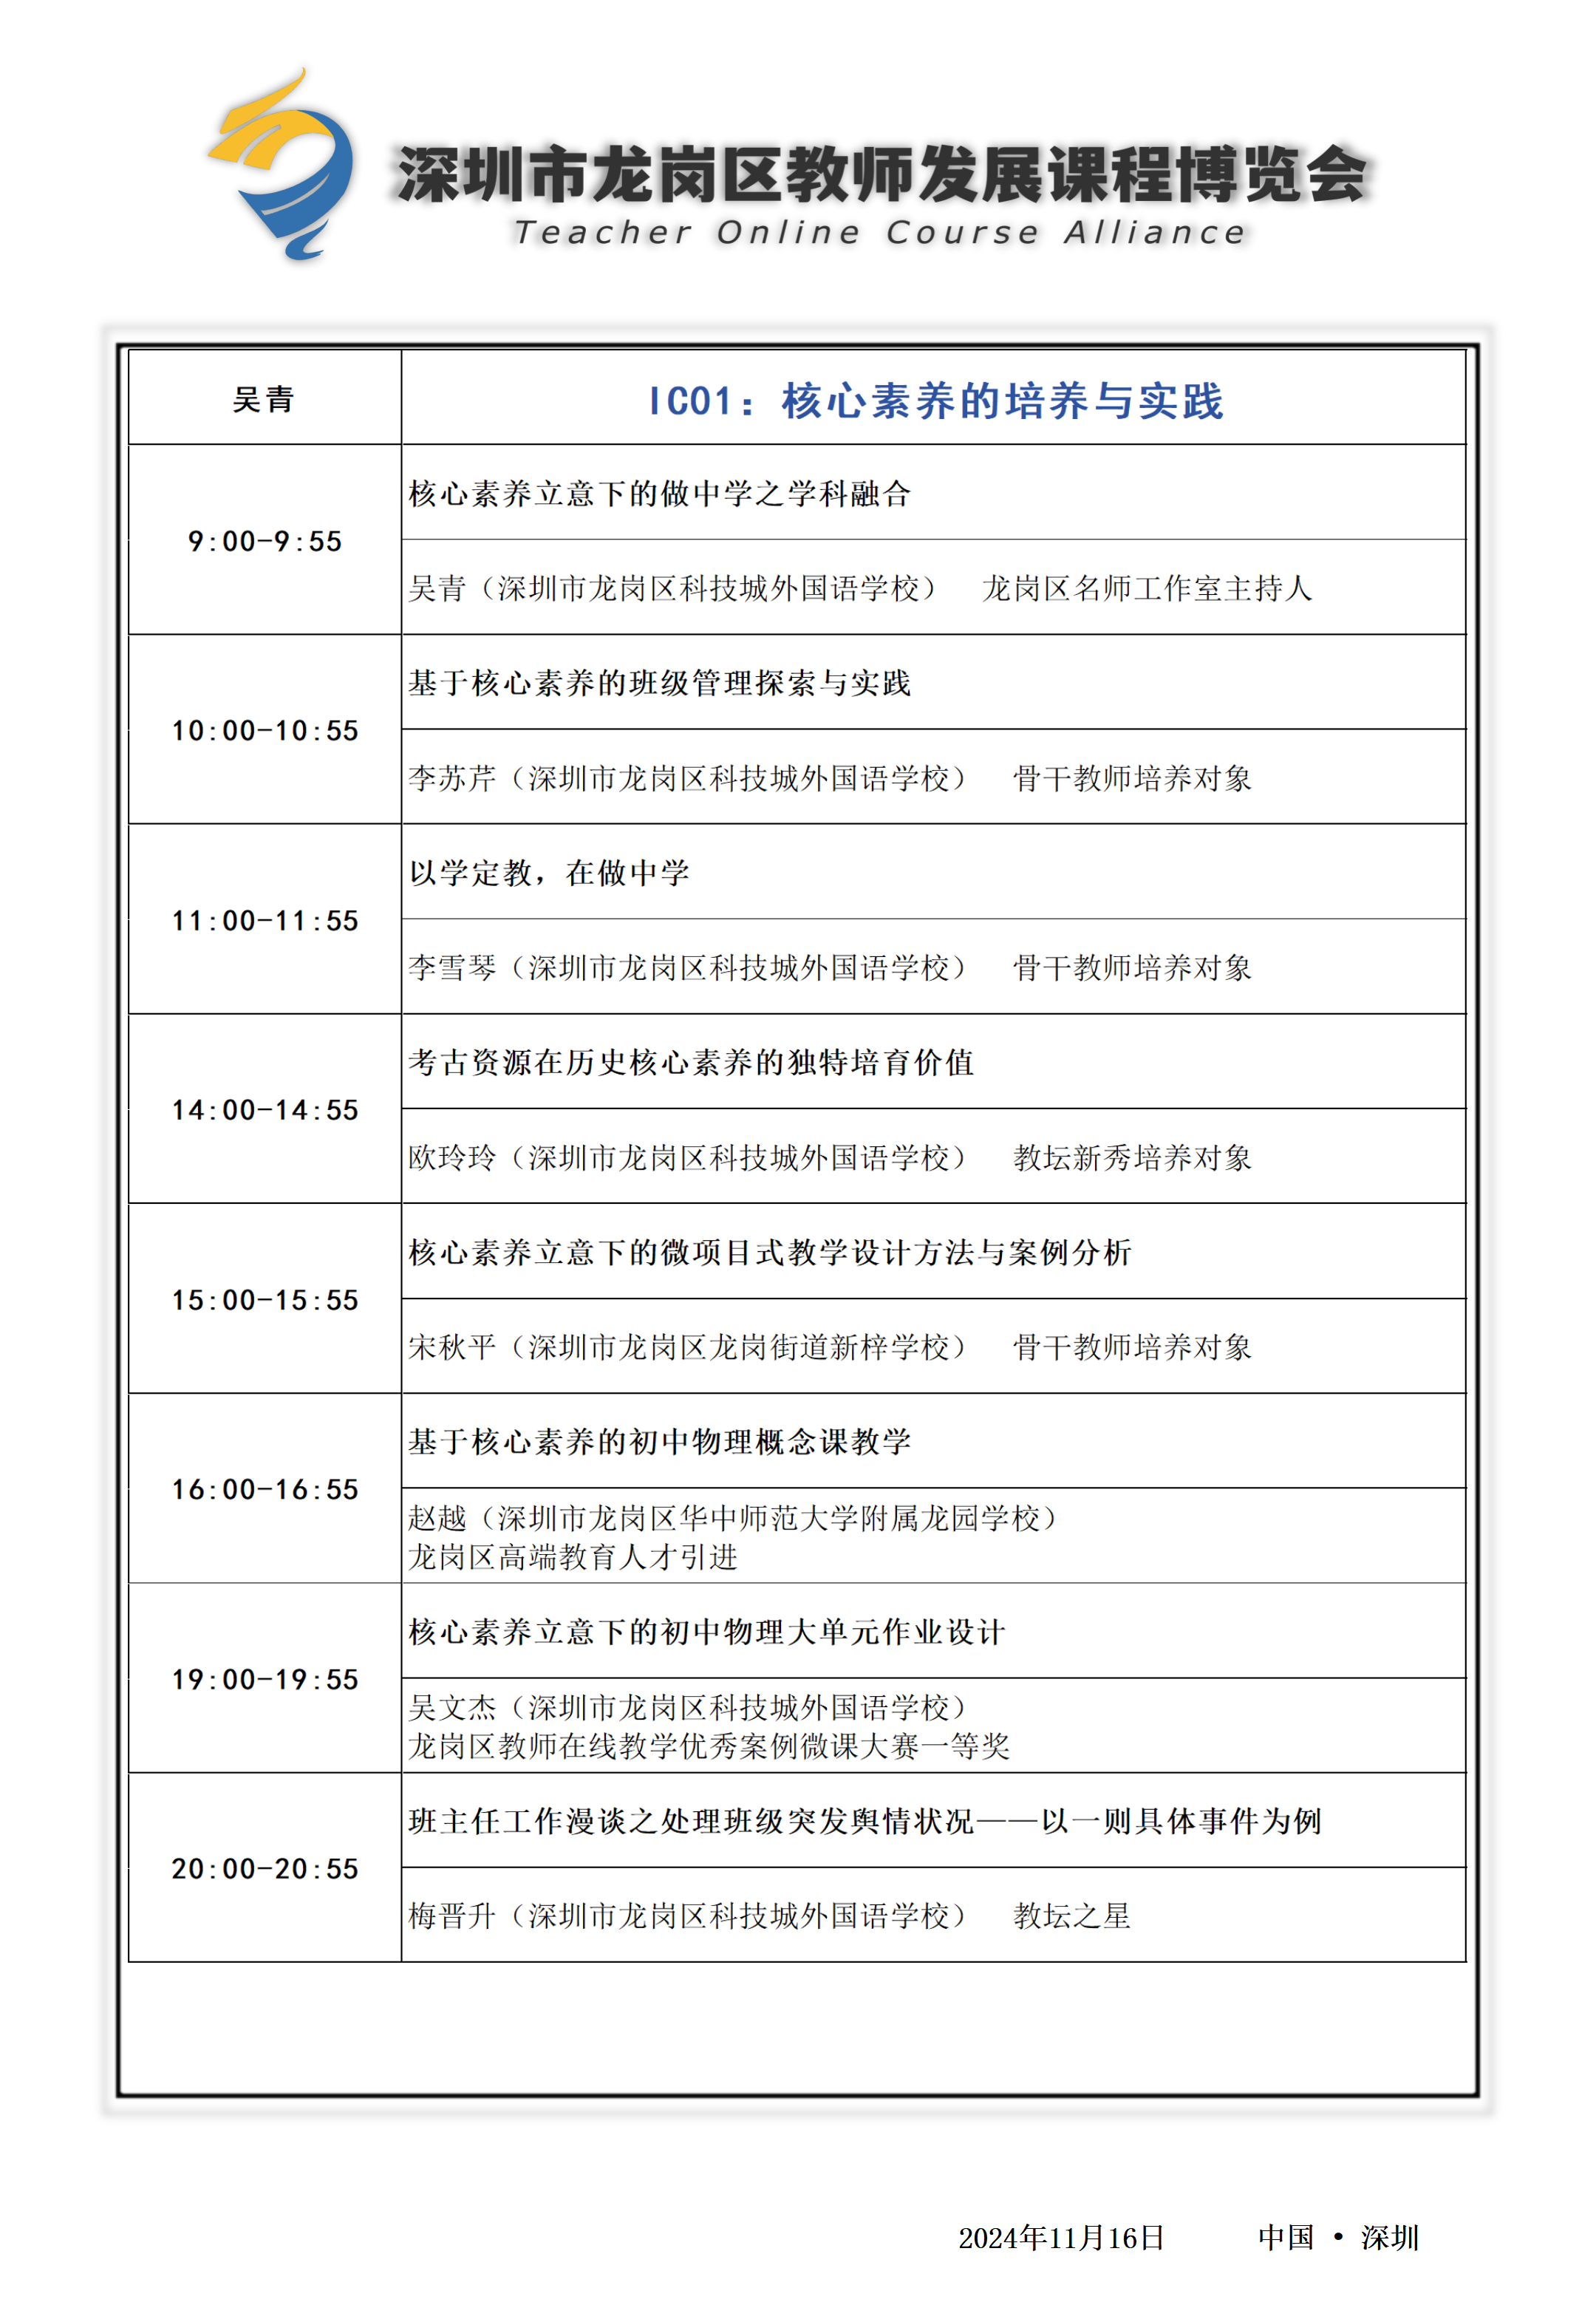 深圳市龙岗区教师发展课程博览会
Teacher Online Course Alliance
吴青
IC01：核心素养的培养与实践
9:00-9:55
核心素养立意下的做中学之学科融合
吴青（深圳市龙岗区科技城外国语学校） 龙岗区名师工作室主持人
10:00-10:55
基于核心素养的班级管理探索与实践
李苏芹（深圳市龙岗区科技城外国语学校） 骨干教师培养对象
11:00-11:55
以学定教，在做中学
李雪琴（深圳市龙岗区科技城外国语学校） 骨干教师培养对象
14:00-14:55
考古资源在历史核心素养的独特培育价值
欧玲玲（深圳市龙岗区科技城外国语学校） 教坛新秀培养对象
15:00-15:55
核心素养立意下的微项目式教学设计方法与案例分析
宋秋平（深圳市龙岗区龙岗街道新梓学校） 骨干教师培养对象
16:00-16:55
基于核心素养的初中物理概念课教学
赵越（深圳市龙岗区华中师范大学附属龙园学校）
龙岗区高端教育人才引进
19:00-19:55
核心素养立意下的初中物理大单元作业设计
吴文杰（深圳市龙岗区科技城外国语学校）
龙岗区教师在线教学优秀案例微课大赛一等奖
20:00-20:55
班主任工作漫谈之处理班级突发舆情状况——以一则具体事件为例
梅晋升（深圳市龙岗区科技城外国语学校） 教坛之星
2024年11月16日 中国 • 深圳